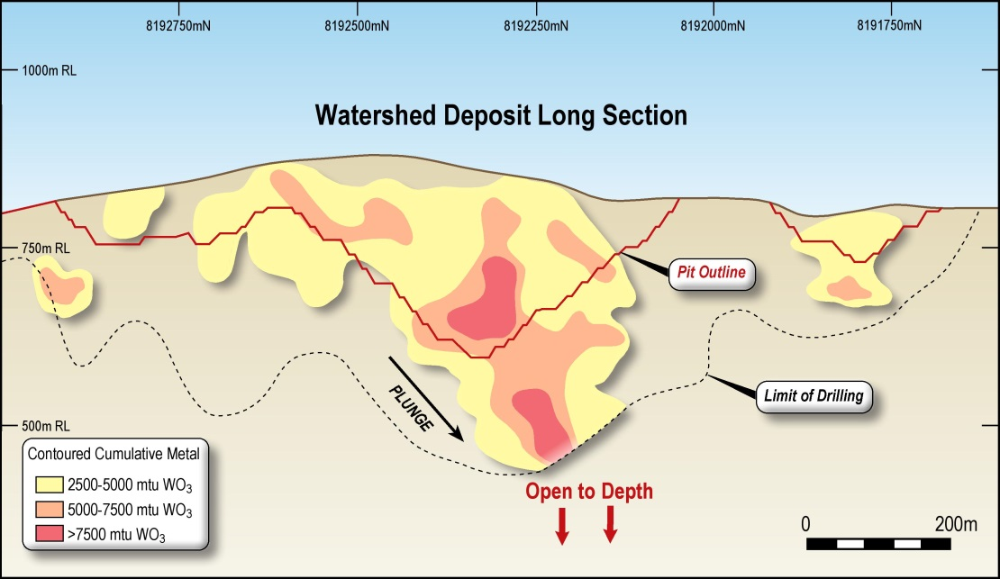 8192750mN 8192500mN 8192250mN 8192000mN 8191750mN
1000m RL
Watershed Deposit Long Section
750m RL
Pit Outline
PLUNGE
Limit of Drilling
500m RL
Contoured Cumulative Metal
2500-5000 mtu WO₃
5000-7500 mtu WO₃
>7500 mtu WO₃
Open to Depth
0 200m